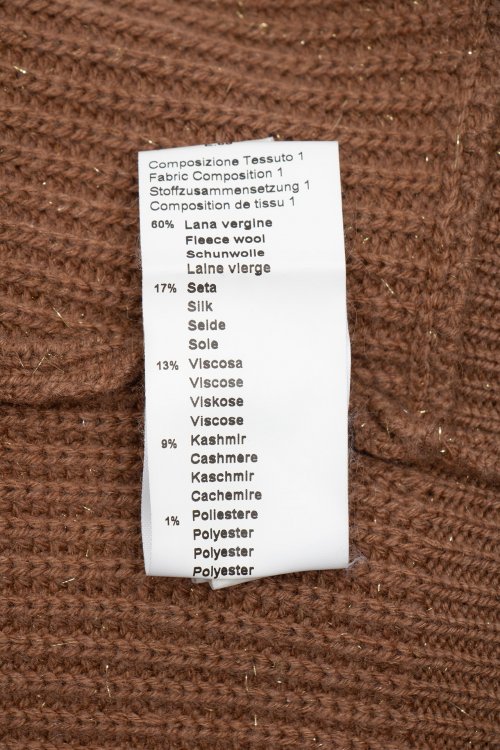 Composizione Tessuto 1
Fabric Composition 1
Stoffzusammensetzung 1
Composition de tissu 1
60% Lana vergine
Fleece wool
Schunwolle
Laine vierge
17% Seta
Silk
Seide
Soie
13% Viscosa
Viscose
Viskose
Viscose
9% Kashmir
Cashmere
Kaschmir
Cachemire
1% Poliestere
Polyester
Polyester
Polyester